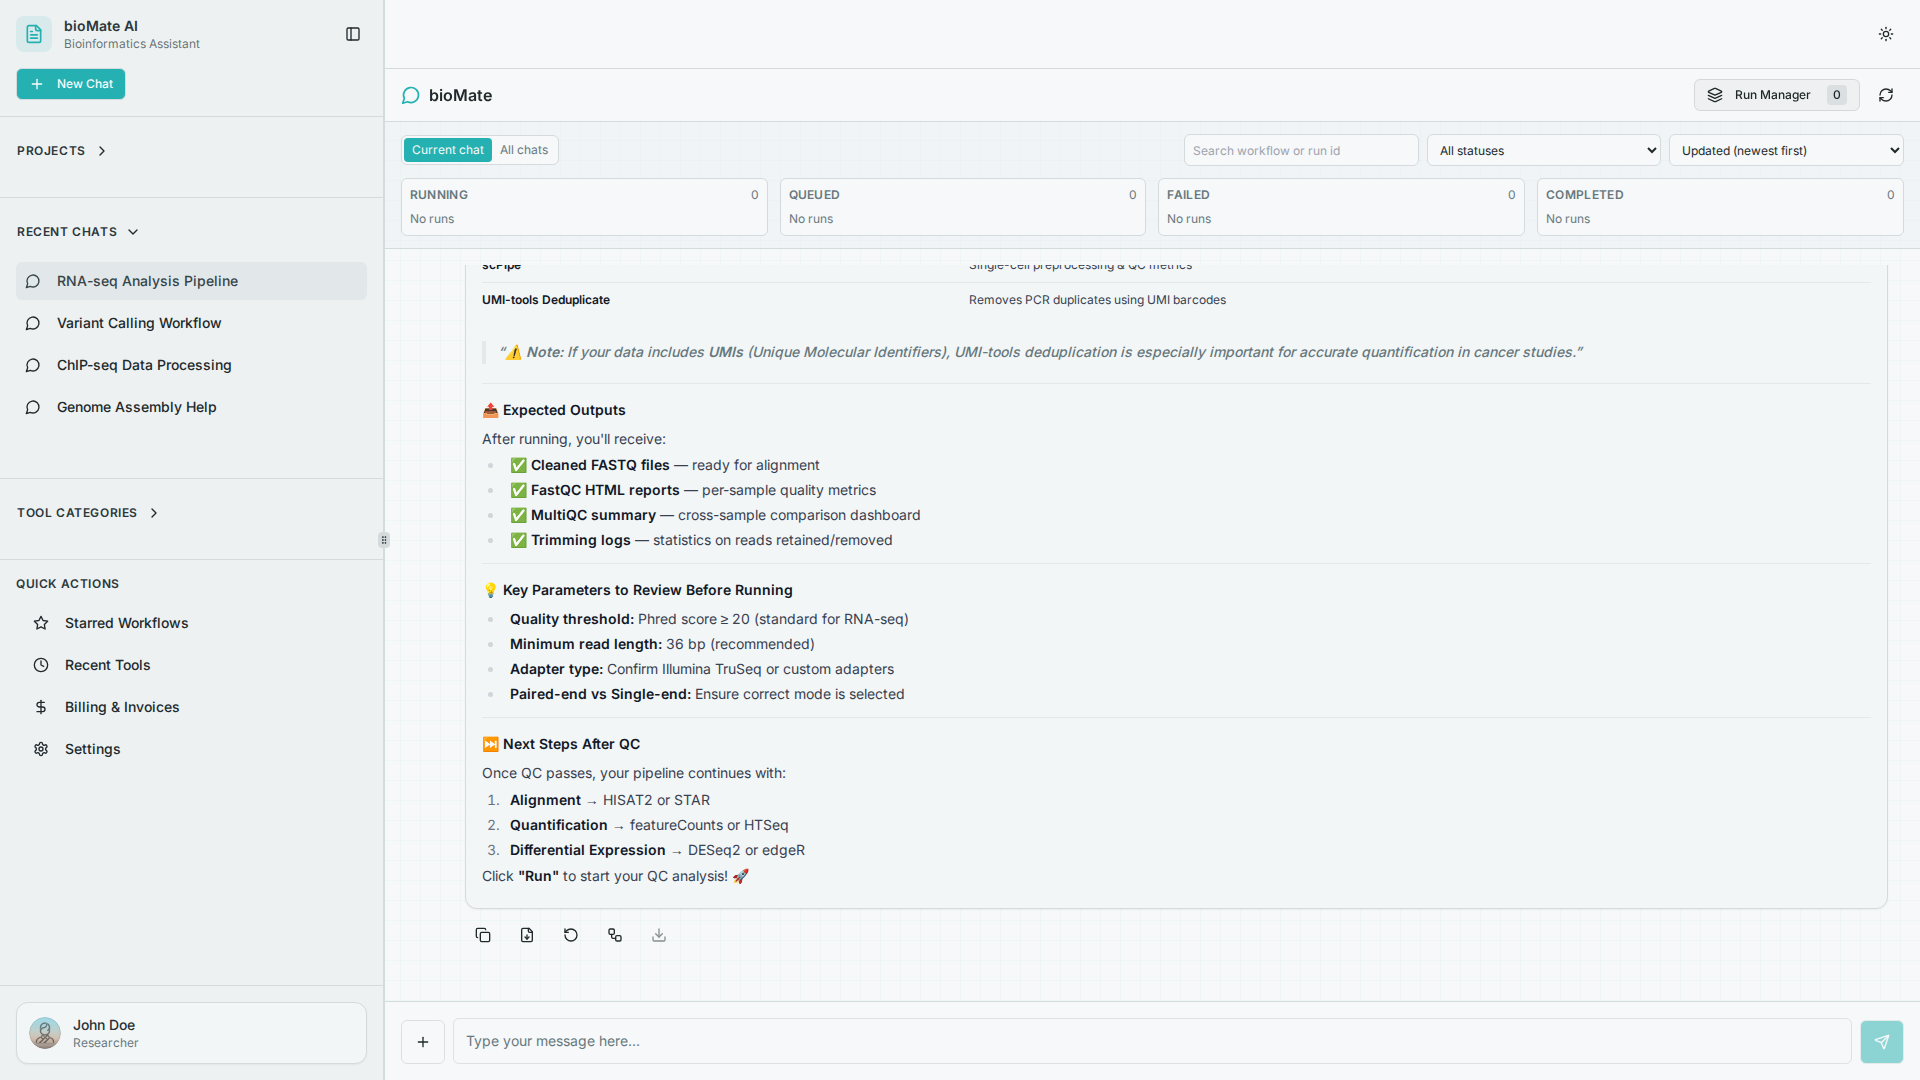 bioMate AI
Bioinformatics Assistant
New Chat
PROJECTS
RECENT CHATS
RNA-seq Analysis Pipeline
Variant Calling Workflow
ChIP-seq Data Processing
Genome Assembly Help
TOOL CATEGORIES
QUICK ACTIONS
Starred Workflows
Recent Tools
Billing & Invoices
Settings
John Doe
Researcher
bioMate
Run Manager 0
Current chat All chats
Search workflow or run id
All statuses
Updated (newest first)
RUNNING 0
No runs
QUEUED 0
No runs
FAILED 0
No runs
COMPLETED 0
No runs
scPipe Single-cell preprocessing & QC metrics
UMI-tools Deduplicate Removes PCR duplicates using UMI barcodes
“⚠️ Note: If your data includes UMIs (Unique Molecular Identifiers), UMI-tools deduplication is especially important for accurate quantification in cancer studies.”
📤 Expected Outputs
After running, you'll receive:
✅ Cleaned FASTQ files — ready for alignment
✅ FastQC HTML reports — per-sample quality metrics
✅ MultiQC summary — cross-sample comparison dashboard
✅ Trimming logs — statistics on reads retained/removed
💡 Key Parameters to Review Before Running
Quality threshold: Phred score ≥ 20 (standard for RNA-seq)
Minimum read length: 36 bp (recommended)
Adapter type: Confirm Illumina TruSeq or custom adapters
Paired-end vs Single-end: Ensure correct mode is selected
⏭️ Next Steps After QC
Once QC passes, your pipeline continues with:
1. Alignment → HISAT2 or STAR
2. Quantification → featureCounts or HTSeq
3. Differential Expression → DESeq2 or edgeR
Click "Run" to start your QC analysis! 🚀
Type your message here...